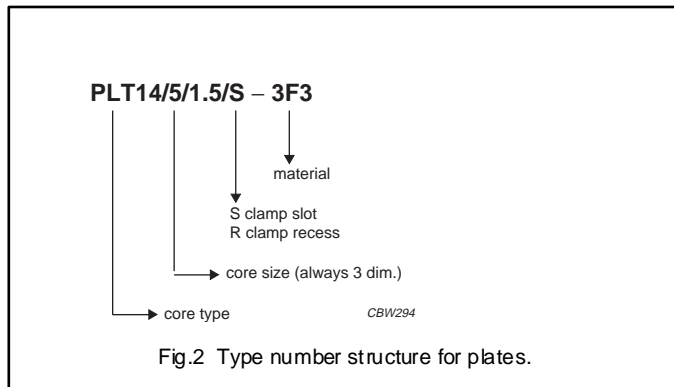 PLT14/5/1.5/S – 3F3
material
S clamp slot
R clamp recess
core size (always 3 dim.)
core type
CBW294
Fig.2 Type number structure for plates.